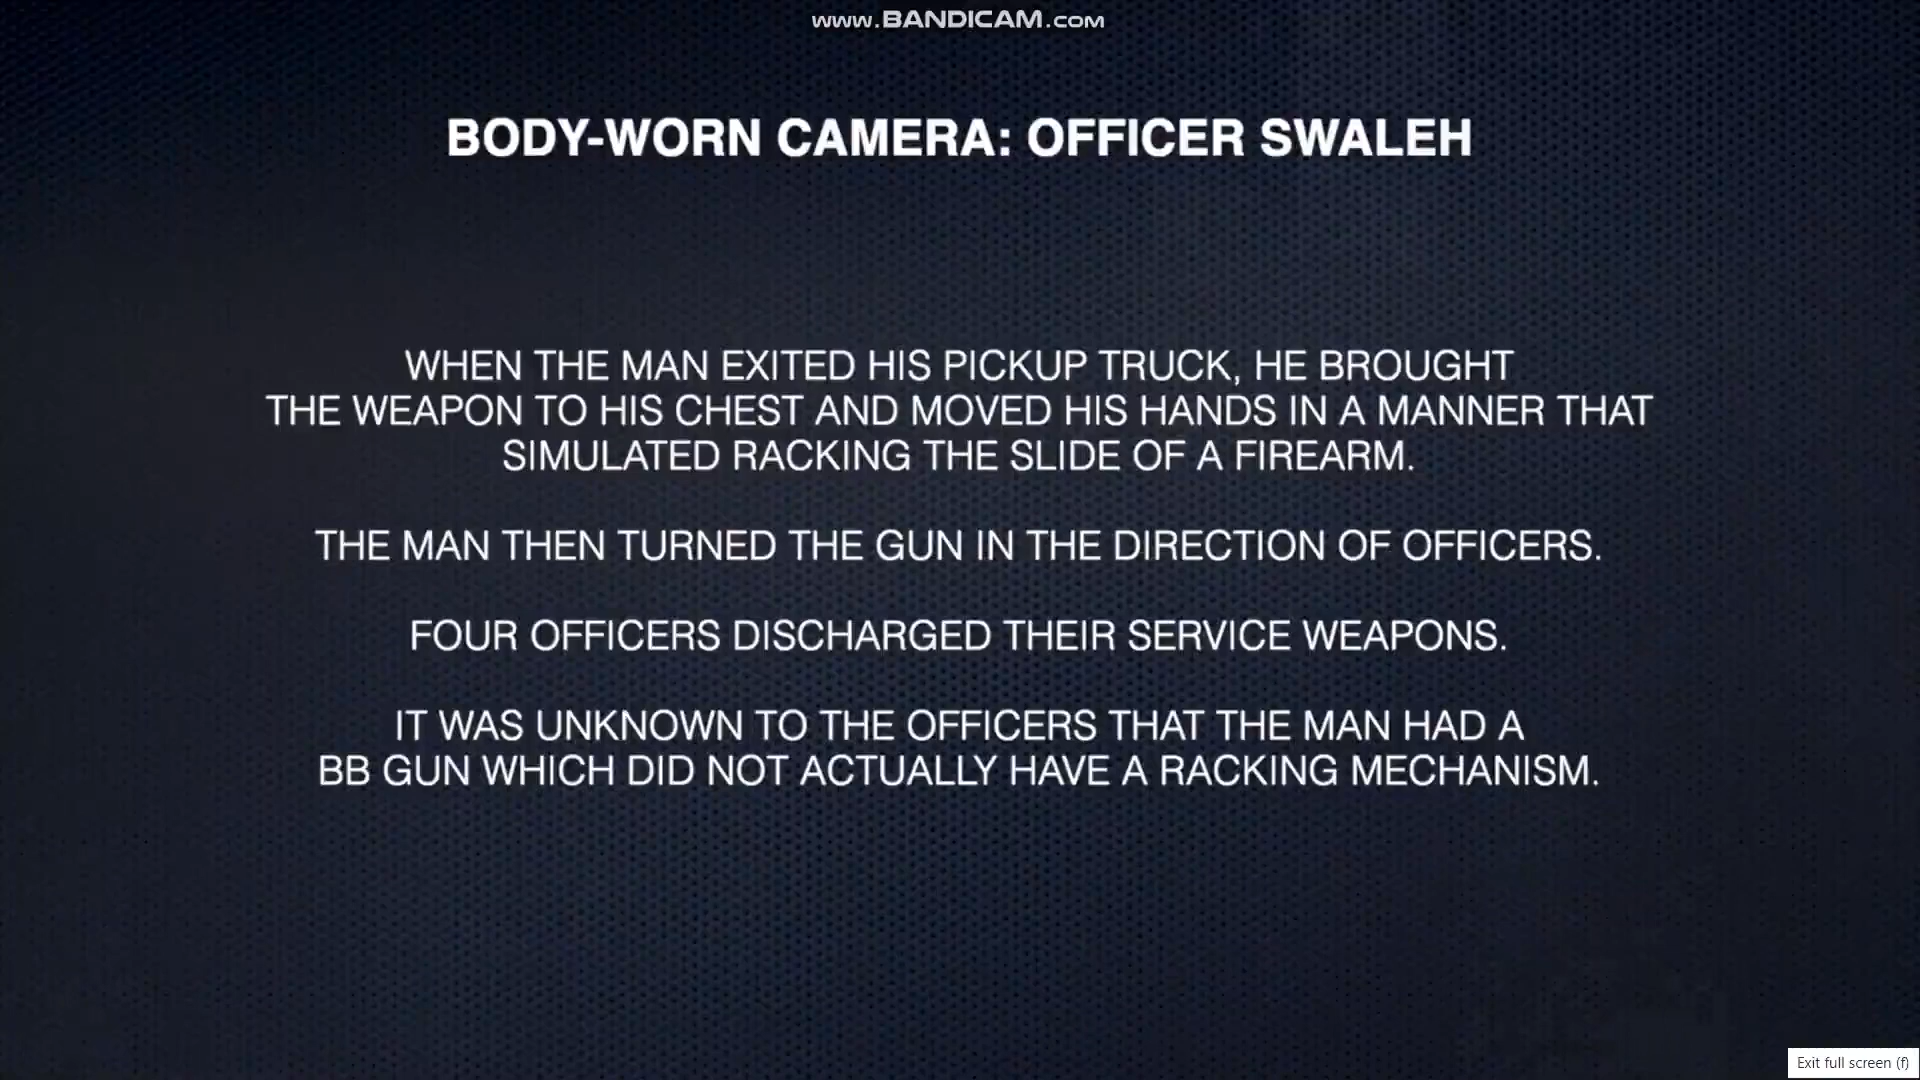 www.BANDICAM.com
BODY-WORN CAMERA: OFFICER SWALEH
WHEN THE MAN EXITED HIS PICKUP TRUCK, HE BROUGHT
THE WEAPON TO HIS CHEST AND MOVED HIS HANDS IN A MANNER THAT
SIMULATED RACKING THE SLIDE OF A FIREARM.
THE MAN THEN TURNED THE GUN IN THE DIRECTION OF OFFICERS.
FOUR OFFICERS DISCHARGED THEIR SERVICE WEAPONS.
IT WAS UNKNOWN TO THE OFFICERS THAT THE MAN HAD A
BB GUN WHICH DID NOT ACTUALLY HAVE A RACKING MECHANISM.
Exit full screen (f)